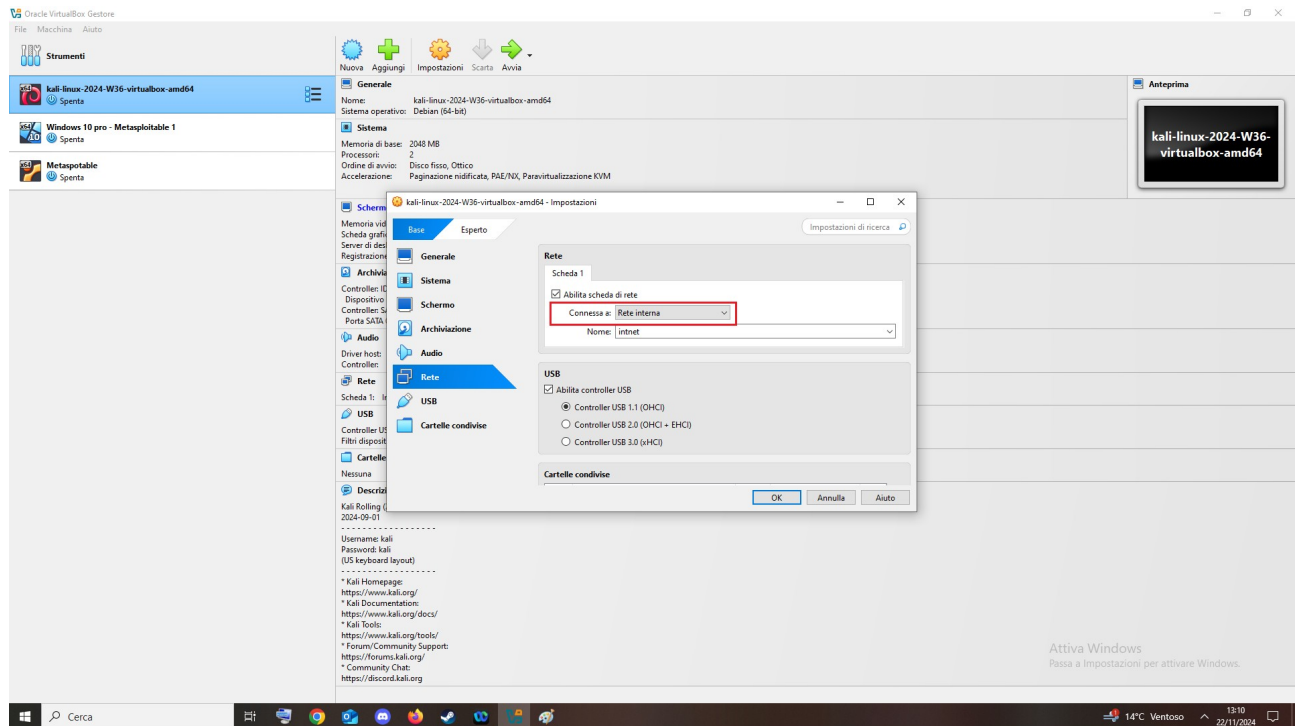 Oracle VirtualBox Gestore
File Macchina Aiuto
Strumenti
kali-linux-2024-W36-virtualbox-amd64
Spenta
Windows 10 pro - Metasploitable 1
Spenta
Metaspotable
Spenta
Nuova Aggiungi Impostazioni Scarta Avvia
Generale
Nome: kali-linux-2024-W36-virtualbox-amd64
Sistema operativo: Debian (64-bit)
Sistema
Memoria di base: 2048 MB
Processori: 2
Ordine di avvio: Disco fisso, Ottico
Accelerazione: Paginazione nidificata, PAE/NX, Paravirtualizzazione KVM
Anteprima
kali-linux-2024-W36-
virtualbox-amd64
Scherm
Memoria vid
Scheda grafi
Server di des
Registrazione
Archivia
Controller: ID
Dispositivo
Controller: SA
Porta SATA
Audio
Driver host:
Controller:
Rete
Scheda 1:
USB
Controller US
Filtri disposit
Cartelle
Nessuna
Descrizi
Kali Rolling (
2024-09-01
- - - - - - - - - - - - - - - - - - -
Username: kali
Password: kali
(US keyboard layout)
- - - - - - - - - - - - - - - - - - -
* Kali Homepage:
https://www.kali.org/
* Kali Documentation:
https://www.kali.org/docs/
* Kali Tools:
https://www.kali.org/tools/
* Forum/Community Support:
https://forums.kali.org/
* Community Chat:
https://discord.kali.org
kali-linux-2024-W36-virtualbox-amd64 - Impostazioni
Base Esperto
Impostazioni di ricerca
Generale
Sistema
Schermo
Archiviazione
Audio
Rete
USB
Cartelle condivise
Rete
Scheda 1
Abilita scheda di rete
Connessa a: Rete interna
Nome: intnet
USB
Abilita controller USB
Controller USB 1.1 (OHCI)
Controller USB 2.0 (OHCI + EHCI)
Controller USB 3.0 (xHCI)
Cartelle condivise
OK Annulla Aiuto
Attiva Windows
Passa a Impostazioni per attivare Windows.
Cerca
14°C Ventoso
13:10
22/11/2024